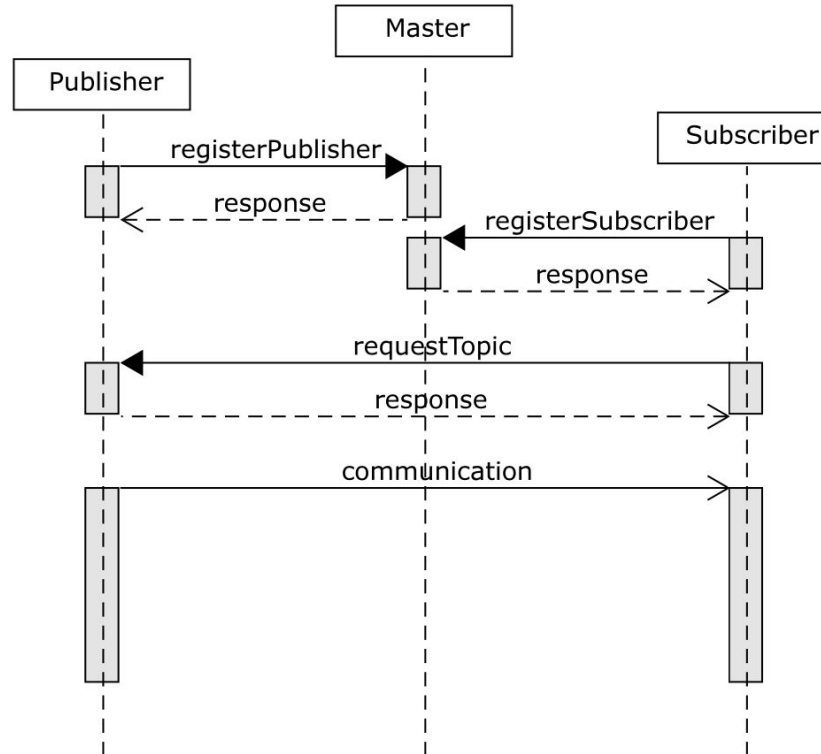 Master
Publisher
Subscriber
registerPublisher
response
registerSubscriber
response
requestTopic
response
communication